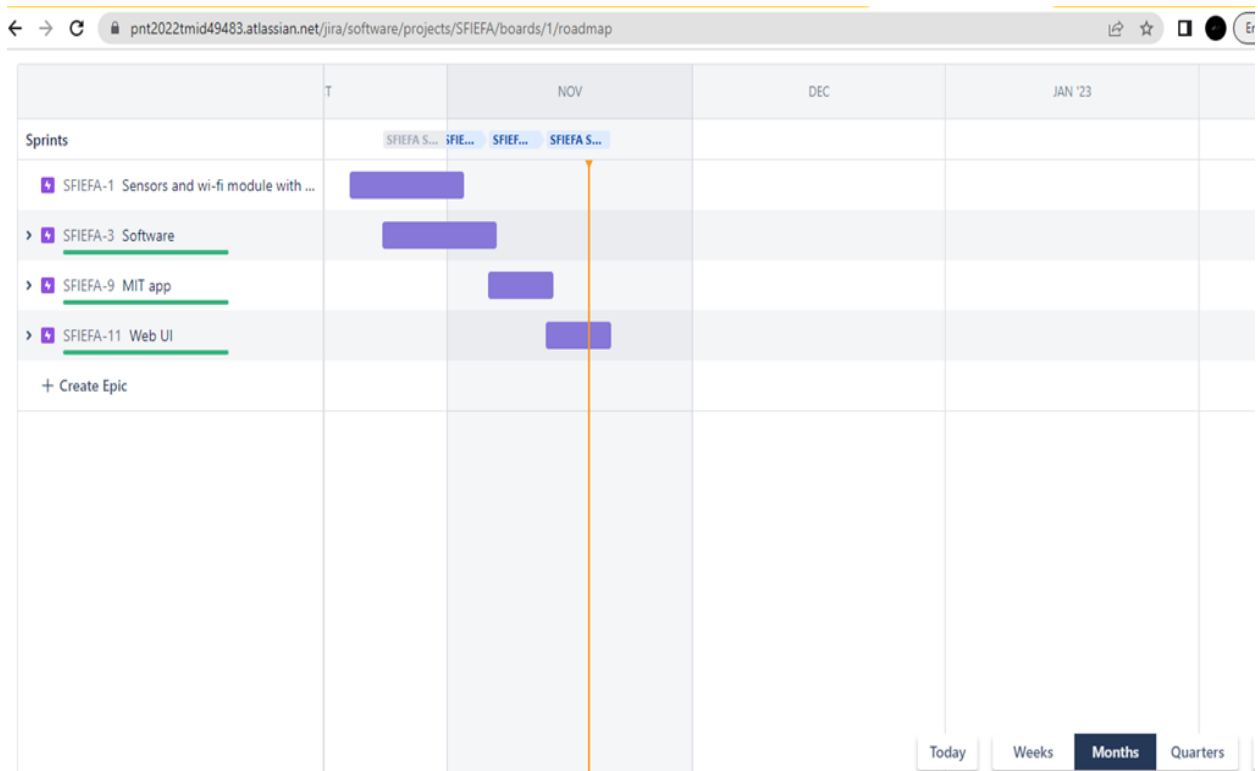 pnt2022tmid49483.atlassian.net/jira/software/projects/SFIEFA/boards/1/roadmap
NOV DEC JAN '23
Sprints SFIEFA S... SFIE... SFIEF... SFIEFA S...
SFIEFA-1 Sensors and wi-fi module with ...
SFIEFA-3 Software
SFIEFA-9 MIT app
SFIEFA-11 Web UI
+ Create Epic
Today Weeks Months Quarters